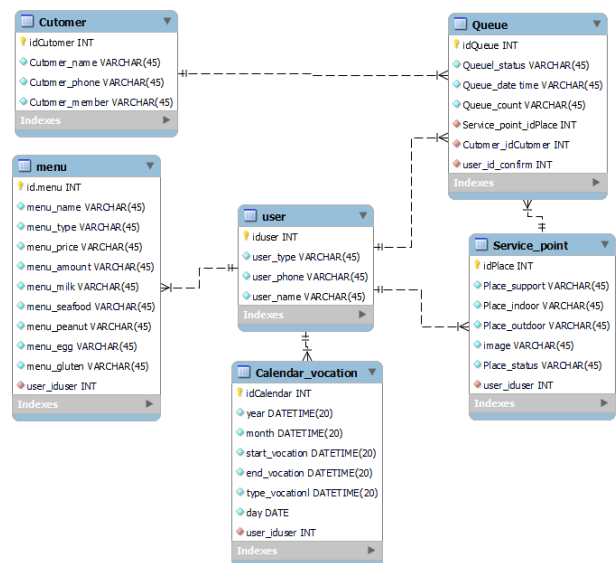 Cutomer
idCutomer INT
Cutomer_name VARCHAR(45)
Cutomer_phone VARCHAR(45)
Cutomer_member VARCHAR(45)
Indexes
Queue
idQueue INT
Queuel_status VARCHAR(45)
Queue_date time VARCHAR(45)
Queue_count VARCHAR(45)
Service_point_idPlace INT
Cutomer_idCutomer INT
user_id_confirm INT
Indexes
menu
id.menu INT
menu_name VARCHAR(45)
menu_type VARCHAR(45)
menu_price VARCHAR(45)
menu_amount VARCHAR(45)
menu_milk VARCHAR(45)
menu_seafood VARCHAR(45)
menu_peanut VARCHAR(45)
menu_egg VARCHAR(45)
menu_gluten VARCHAR(45)
user_iduser INT
Indexes
user
iduser INT
user_type VARCHAR(45)
user_phone VARCHAR(45)
user_name VARCHAR(45)
Indexes
Service_point
idPlace INT
Place_support VARCHAR(45)
Place_indoor VARCHAR(45)
Place_outdoor VARCHAR(45)
image VARCHAR(45)
Place_status VARCHAR(45)
user_iduser INT
Indexes
Calendar_vocation
idCalendar INT
year DATETIME(20)
month DATETIME(20)
start_vocation DATETIME(20)
end_vocation DATETIME(20)
type_vocationl DATETIME(20)
day DATE
user_iduser INT
Indexes